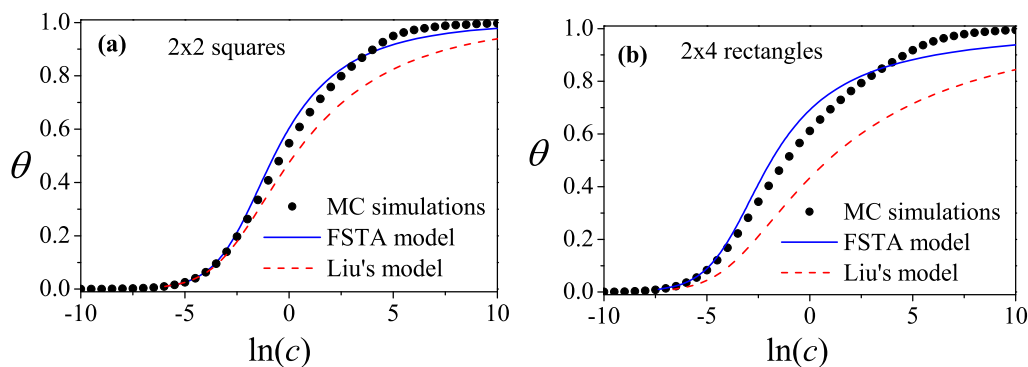 (a) 2x2 squares
θ
1.0
0.8
0.6
0.4
0.2
0.0
MC simulations
FSTA model
Liu's model
-10 -5 0 5 10
ln(c)
(b) 2x4 rectangles
θ
1.0
0.8
0.6
0.4
0.2
0.0
MC simulations
FSTA model
Liu's model
-10 -5 0 5 10
ln(c)